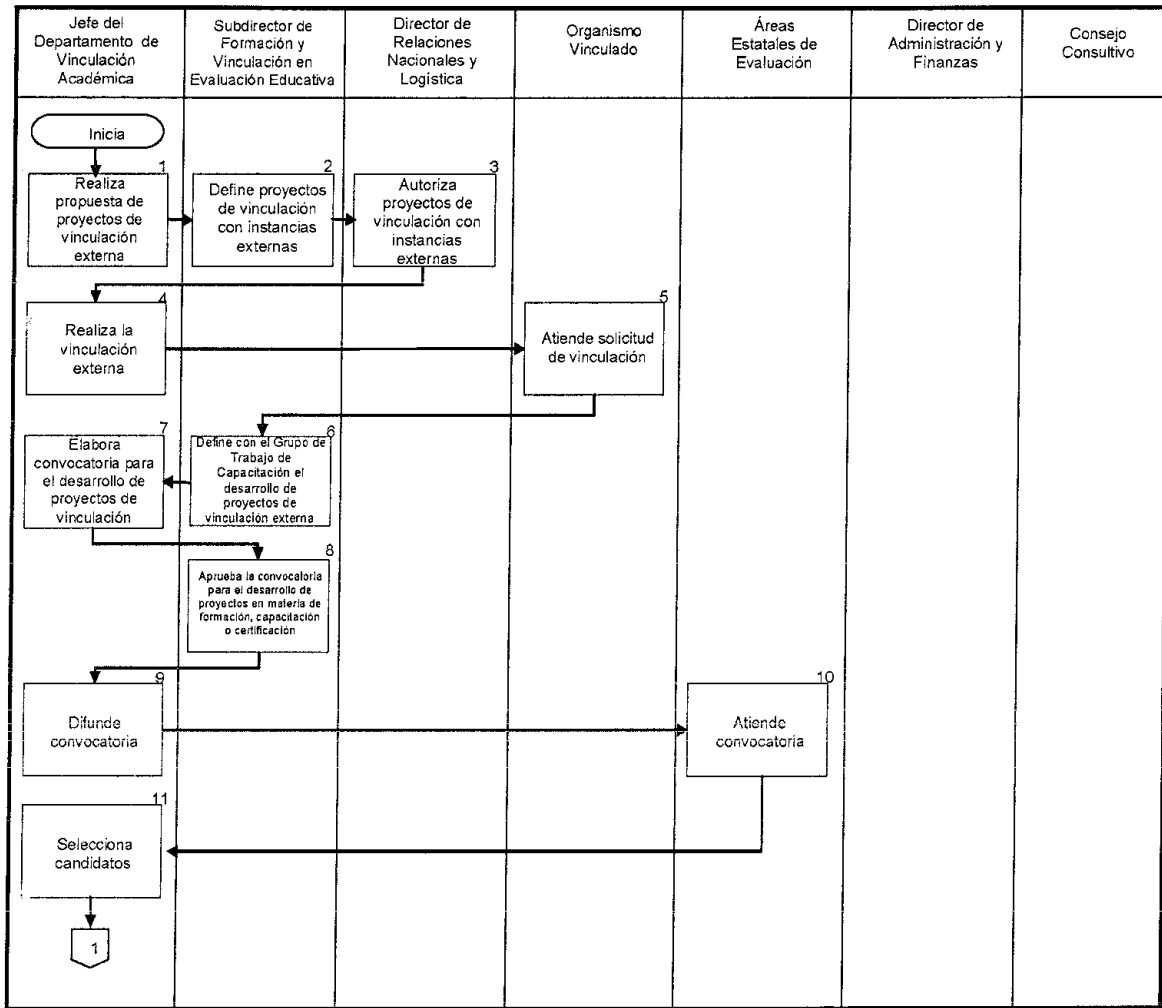 Jefe del
Departamento de
Vinculación
Académica
Subdirector de
Formación y
Vinculación en
Evaluación Educativa
Director de
Relaciones
Nacionales y
Logística
Organismo
Vinculado
Áreas
Estatales de
Evaluación
Director de
Administración y
Finanzas
Consejo
Consultivo
Inicia
1
Realiza
propuesta de
proyectos de
vinculación
externa
2
Define proyectos
de vinculación
con instancias
externas
3
Autoriza
proyectos de
vinculación con
instancias
externas
4
Realiza la
vinculación
externa
5
Atiende solicitud
de vinculación
6
Define con el Grupo de
Trabajo de
Capacitación el
desarrollo de
proyectos de
vinculación externa
7
Elabora
convocatoria para
el desarrollo de
proyectos de
vinculación
8
Aprueba la convocatoria
para el desarrollo de
proyectos en materia de
formación, capacitación
o certificación
9
Difunde
convocatoria
10
Atiende
convocatoria
11
Selecciona
candidatos
1